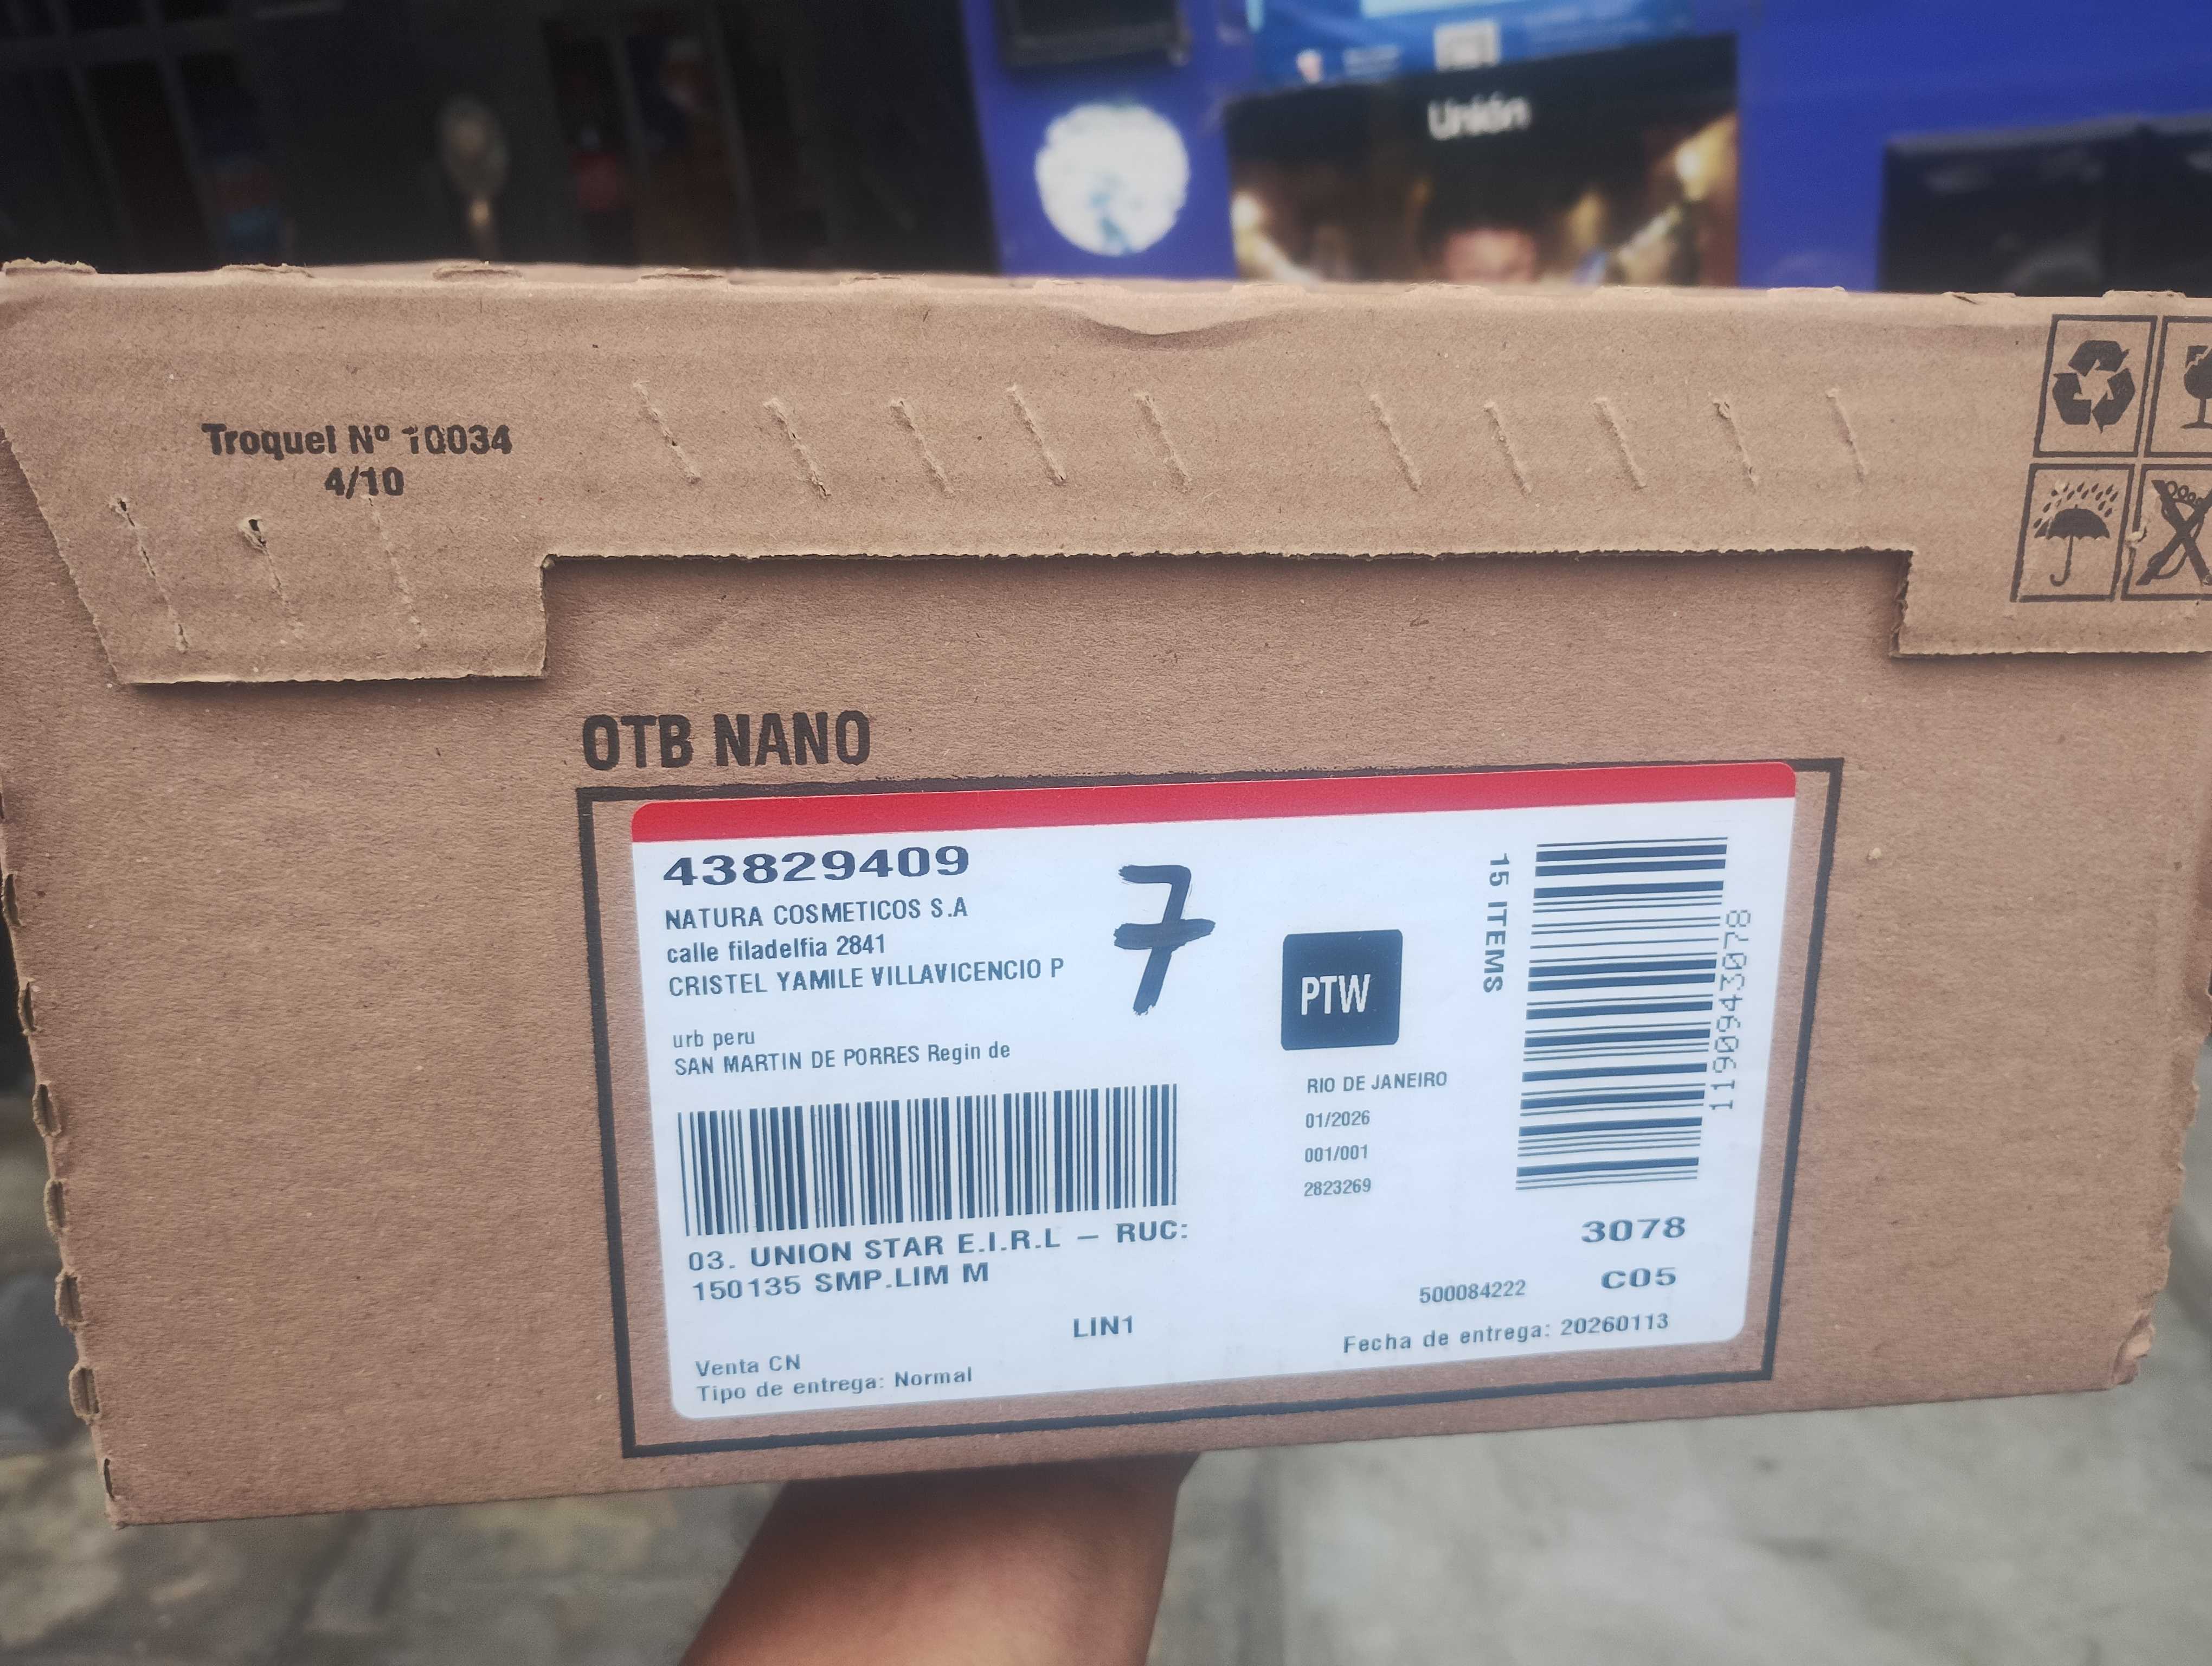 Unión
Troquel Nº 10034
4/10
OTB NANO
43829409
NATURA COSMETICOS S.A
calle filadelfia 2841
CRISTEL YAMILE VILLAVICENCIO P
urb peru
SAN MARTIN DE PORRES Regin de
7
PTW
15 ITEMS
1190943078
RIO DE JANEIRO
01/2026
001/001
2823269
03. UNION STAR E.I.R.L – RUC:
150135 SMP.LIM M
3078
C05
500084222
LIN1
Fecha de entrega: 20260113
Venta CN
Tipo de entrega: Normal